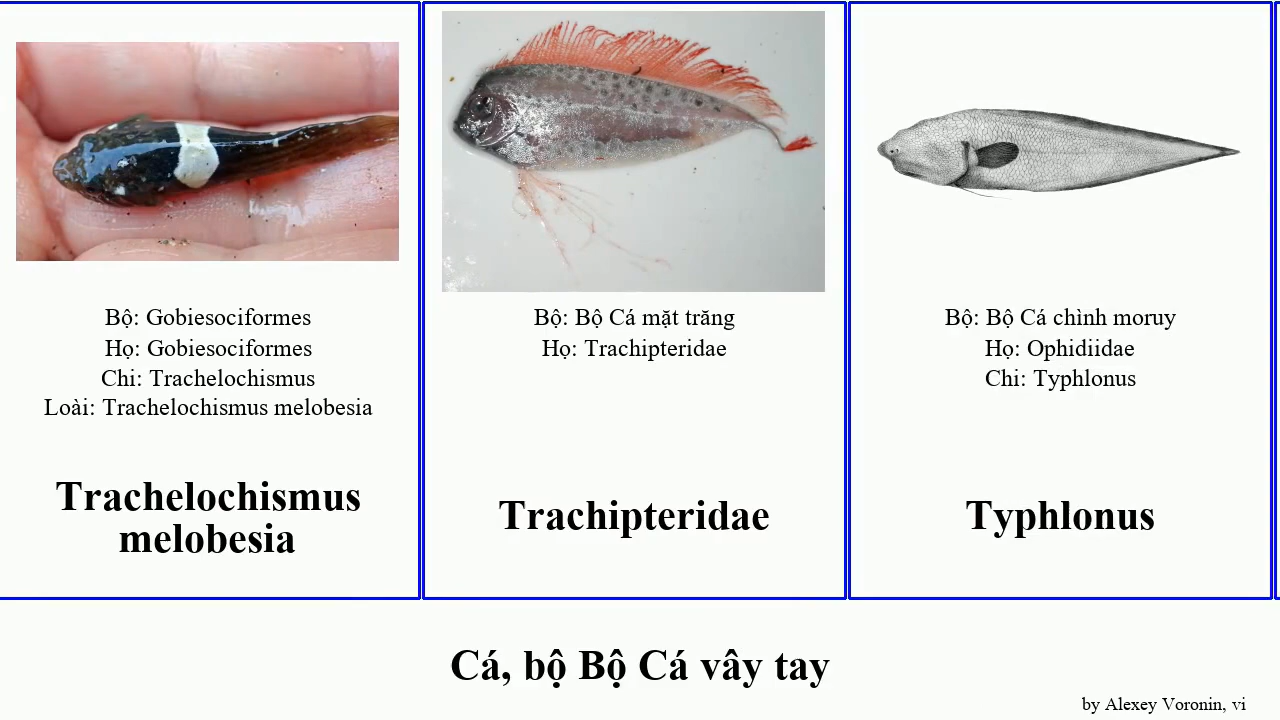 Bộ: Gobiesociformes
Họ: Gobiesociformes
Chi: Trachelochismus
Loài: Trachelochismus melobesia
Trachelochismus
melobesia
Bộ: Bộ Cá mặt trăng
Họ: Trachipteridae
Trachipteridae
Bộ: Bộ Cá chình moruy
Họ: Ophidiidae
Chi: Typhlonus
Typhlonus
Cá, bộ Bộ Cá vây tay
by Alexey Voronin, vi